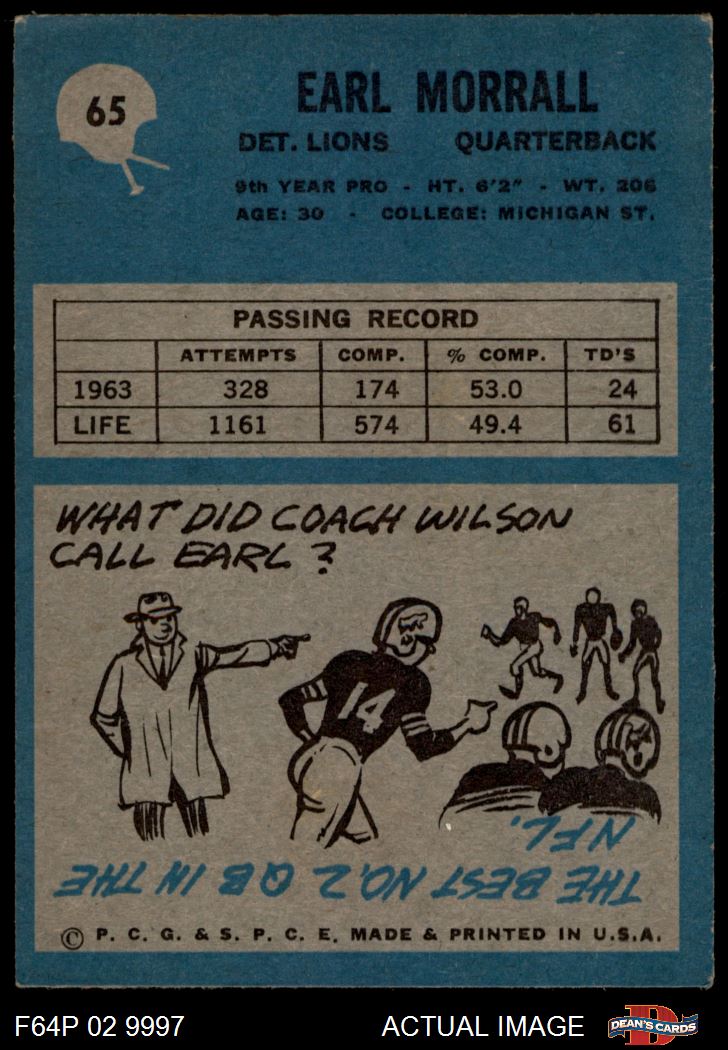 65
EARL MORRALL
DET. LIONS QUARTERBACK
9th YEAR PRO - HT. 6'2" - WT. 206
AGE: 30 - COLLEGE: MICHIGAN ST.
PASSING RECORD
ATTEMPTS COMP. % COMP. TD'S
1963 328 174 53.0 24
LIFE 1161 574 49.4 61
WHAT DID COACH WILSON
CALL EARL?
14
THE BEST NO.2 QB IN THE
NFL.
© P. C. G. & S. P. C. E. MADE & PRINTED IN U.S.A.
F64P 02 9997 ACTUAL IMAGE
D
DEAN'S CARDS